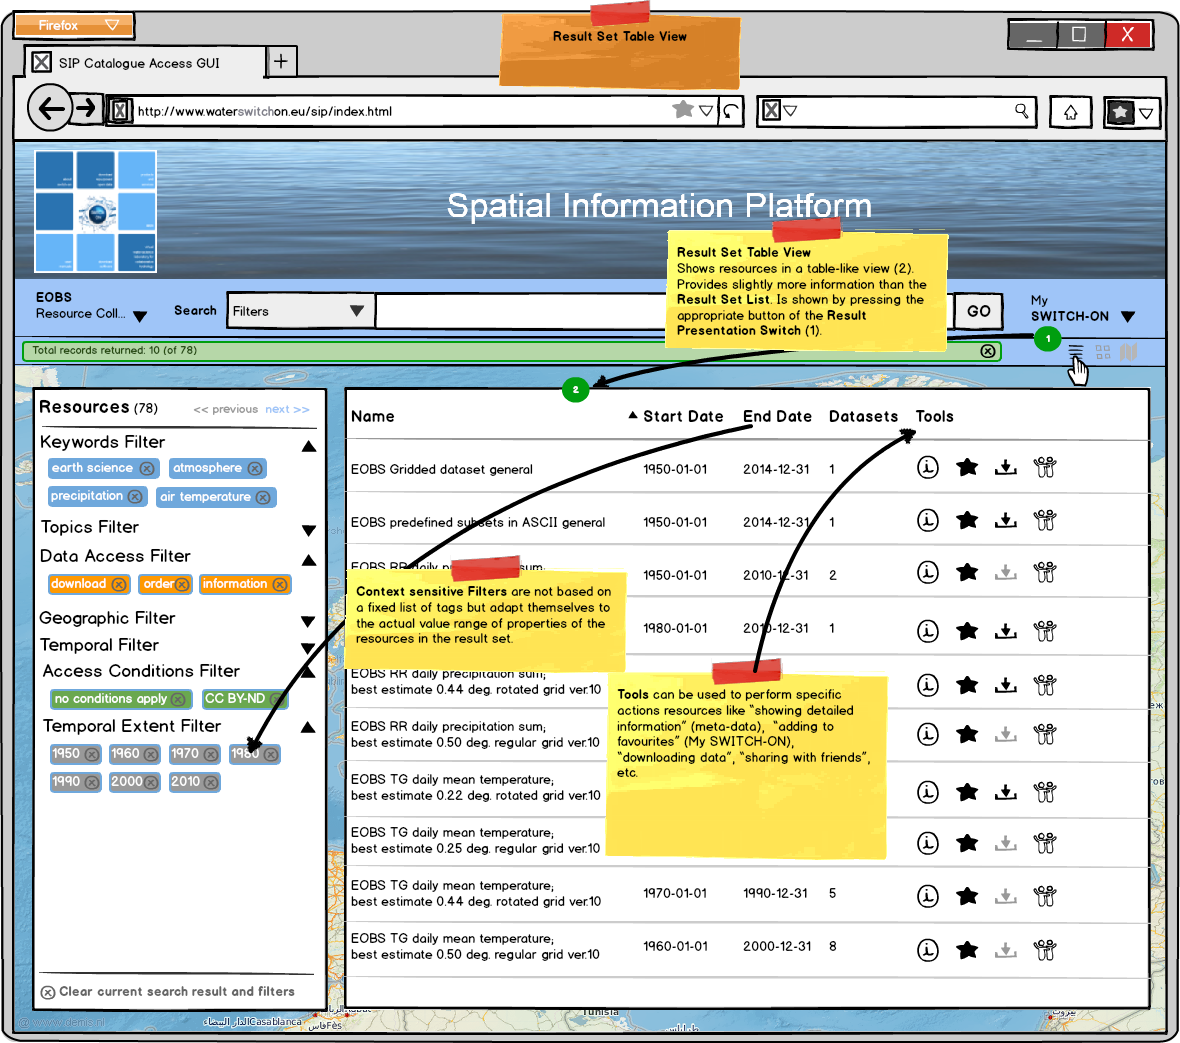 Firefox
Result Set Table View
SIP Catalogue Access GUI
http://www.waterswitchon.eu/sip/index.html
Spatial Information Platform
Result Set Table View
Shows resources in a table-like view (2).
Provides slightly more information than the
Result Set List. Is shown by pressing the
appropriate button of the Result
Presentation Switch (1).
EOBS
Resource Coll...
Search
Filters
GO
My
SWITCH-ON
Total records returned: 10 (of 78)
1
2
Resources (78)
<< previous next >>
Keywords Filter
earth science
atmosphere
precipitation
air temperature
Topics Filter
Data Access Filter
download
order
information
Geographic Filter
Temporal Filter
Access Conditions Filter
no conditions apply
CC BY-ND
Temporal Extent Filter
1950
1960
1970
1980
1990
2000
2010
Clear current search result and filters
Name Start Date End Date Datasets Tools
EOBS Gridded dataset general 1950-01-01 2014-12-31 1
EOBS predefined subsets in ASCII general 1950-01-01 2014-12-31 1
EOBS RR daily precipitation sum;
1950-01-01 2010-12-31 2
1980-01-01 2010-12-31 1
Context sensitive Filters are not based on
a fixed list of tags but adapt themselves to
the actual value range of properties of the
resources in the result set.
EOBS RR daily precipitation sum;
best estimate 0.44 deg. rotated grid ver.10
EOBS RR daily precipitation sum;
best estimate 0.50 deg. regular grid ver.10
EOBS TG daily mean temperature;
best estimate 0.22 deg. rotated grid ver.10
EOBS TG daily mean temperature;
best estimate 0.25 deg. regular grid ver.10
Tools can be used to perform specific
actions resources like "showing detailed
information" (meta-data), "adding to
favourites" (My SWITCH-ON),
"downloading data", "sharing with friends",
etc.
EOBS TG daily mean temperature;
best estimate 0.44 deg. rotated grid ver.10 1970-01-01 1990-12-31 5
EOBS TG daily mean temperature;
best estimate 0.50 deg. regular grid ver.10 1960-01-01 2000-12-31 8
الدار البيضاء Casablanca
فاس Fès
Tunisia
طرابلس
بيروت